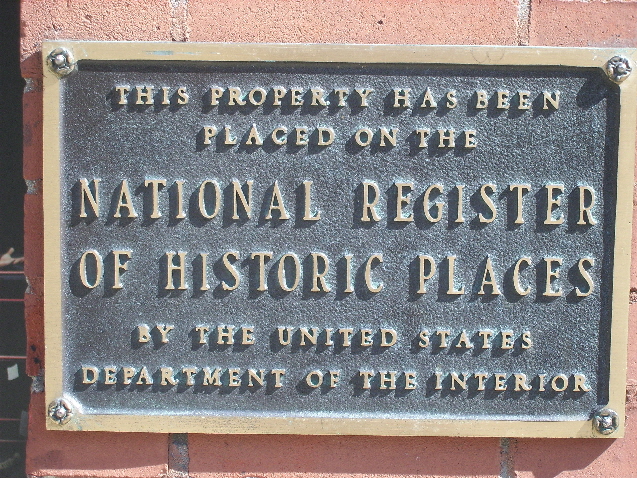 THIS PROPERTY HAS BEEN
PLACED ON THE
NATIONAL REGISTER
OF HISTORIC PLACES
BY THE UNITED STATES
DEPARTMENT OF THE INTERIOR